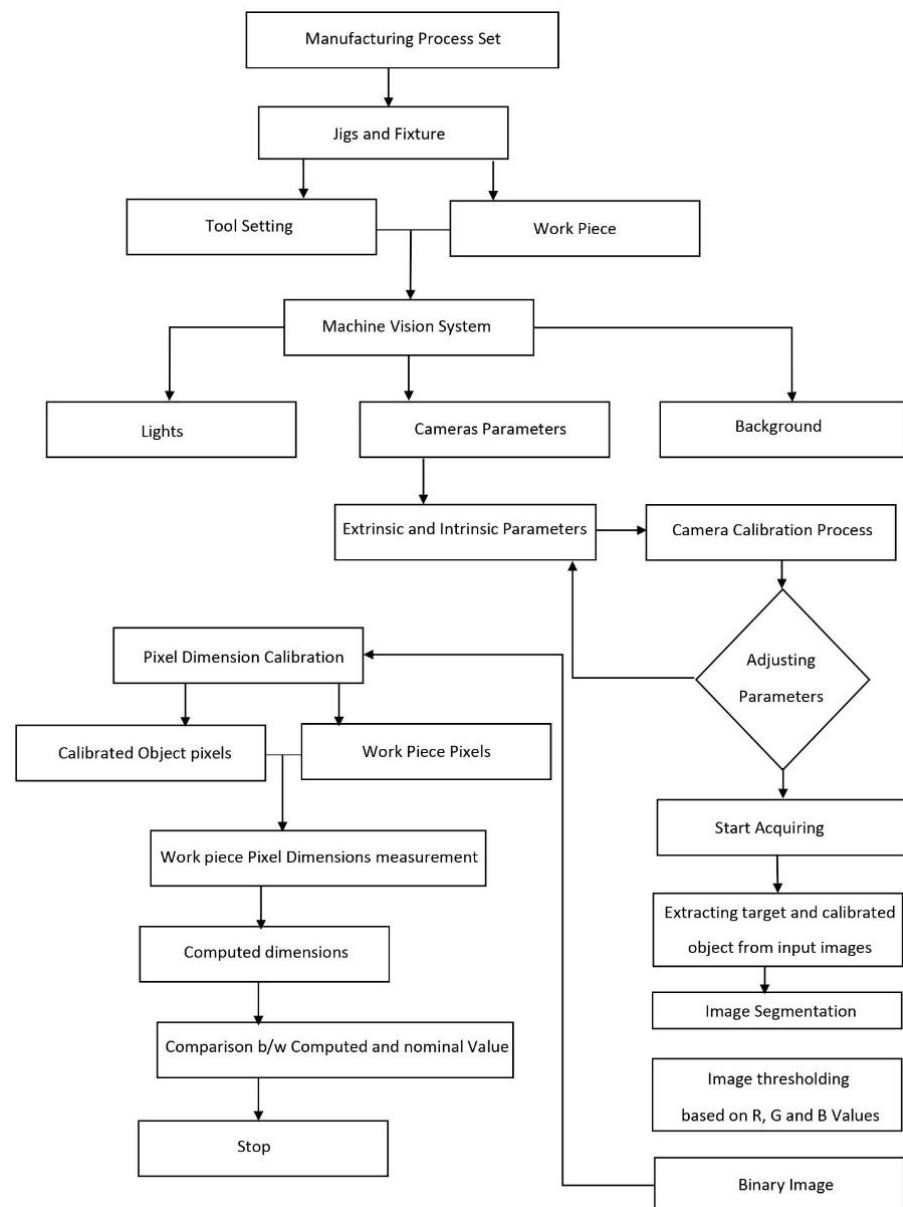 Manufacturing Process Set
Jigs and Fixture
Tool Setting
Work Piece
Machine Vision System
Lights
Cameras Parameters
Background
Extrinsic and Intrinsic Parameters
Camera Calibration Process
Adjusting
Parameters
Pixel Dimension Calibration
Calibrated Object pixels
Work Piece Pixels
Start Acquiring
Work piece Pixel Dimensions measurement
Extracting target and calibrated
object from input images
Computed dimensions
Image Segmentation
Comparison b/w Computed and nominal Value
Image thresholding
based on R, G and B Values
Stop
Binary Image